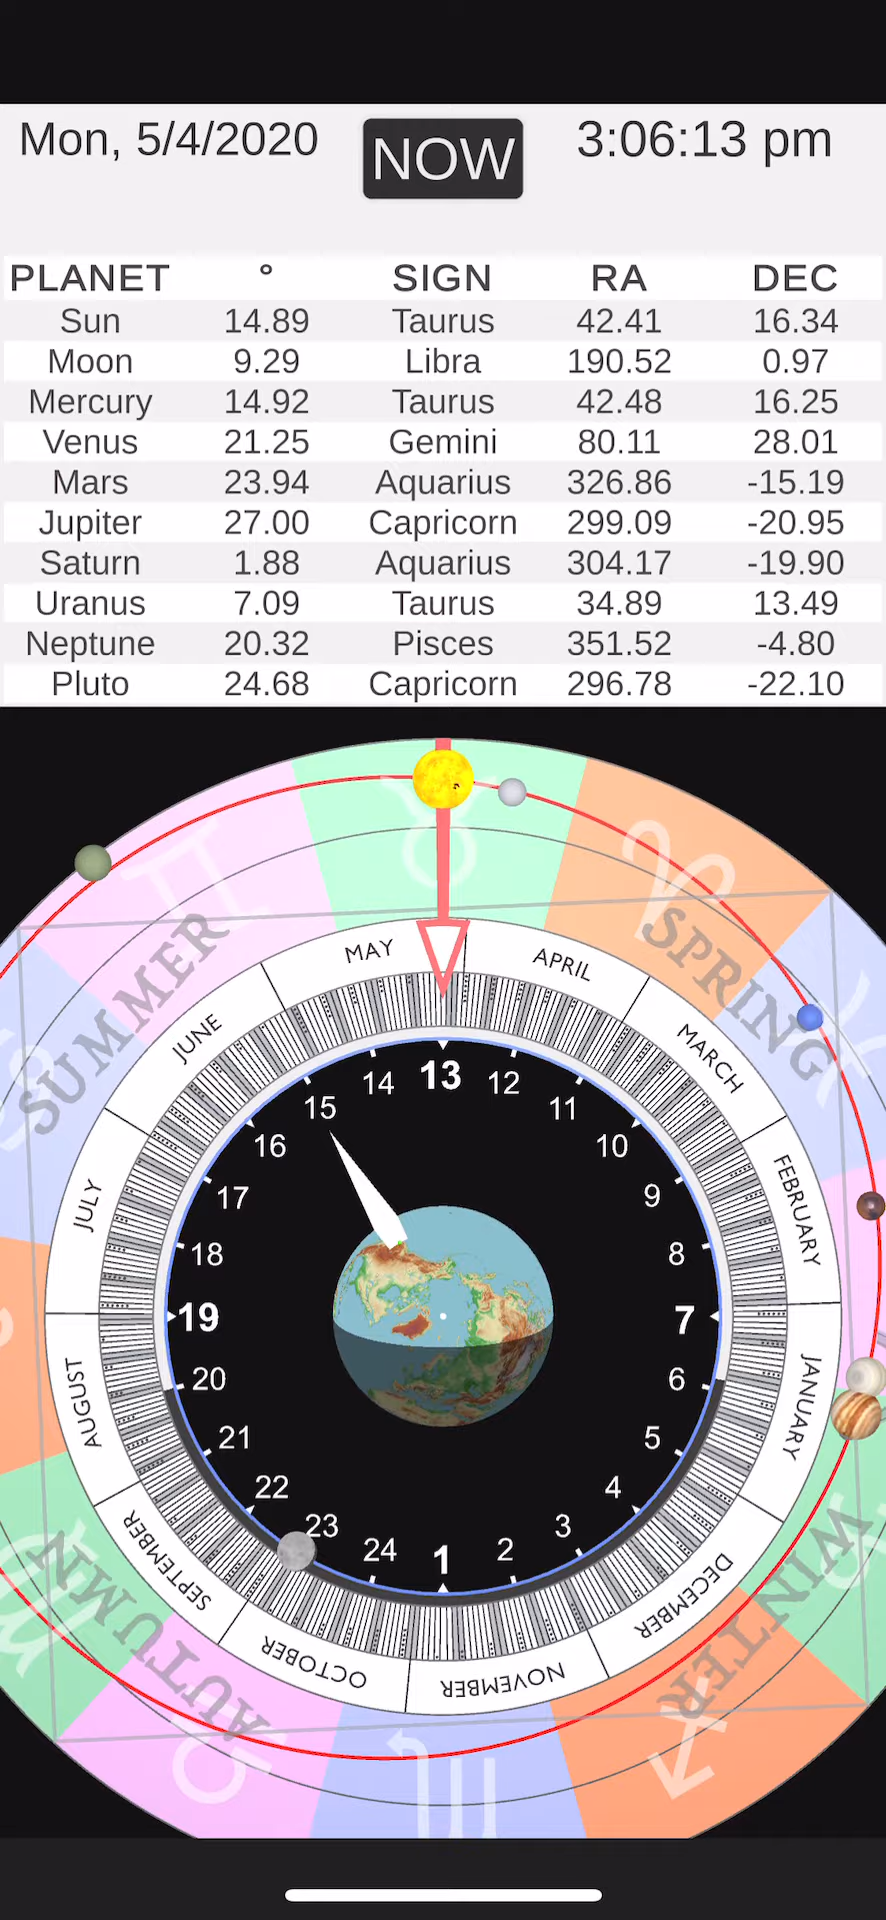 Mon, 5/4/2020 NOW 3:06:13 pm
PLANET ° SIGN RA DEC
Sun 14.89 Taurus 42.41 16.34
Moon 9.29 Libra 190.52 0.97
Mercury 14.92 Taurus 42.48 16.25
Venus 21.25 Gemini 80.11 28.01
Mars 23.94 Aquarius 326.86 -15.19
Jupiter 27.00 Capricorn 299.09 -20.95
Saturn 1.88 Aquarius 304.17 -19.90
Uranus 7.09 Taurus 34.89 13.49
Neptune 20.32 Pisces 351.52 -4.80
Pluto 24.68 Capricorn 296.78 -22.10
SPRING
SUMMER
AUTUMN
WINTER
MAY
APRIL
MARCH
FEBRUARY
JANUARY
DECEMBER
NOVEMBER
OCTOBER
SEPTEMBER
AUGUST
JULY
JUNE
13
12
11
10
9
8
7
6
5
4
3
2
1
24
23
22
21
20
19
18
17
16
15
14